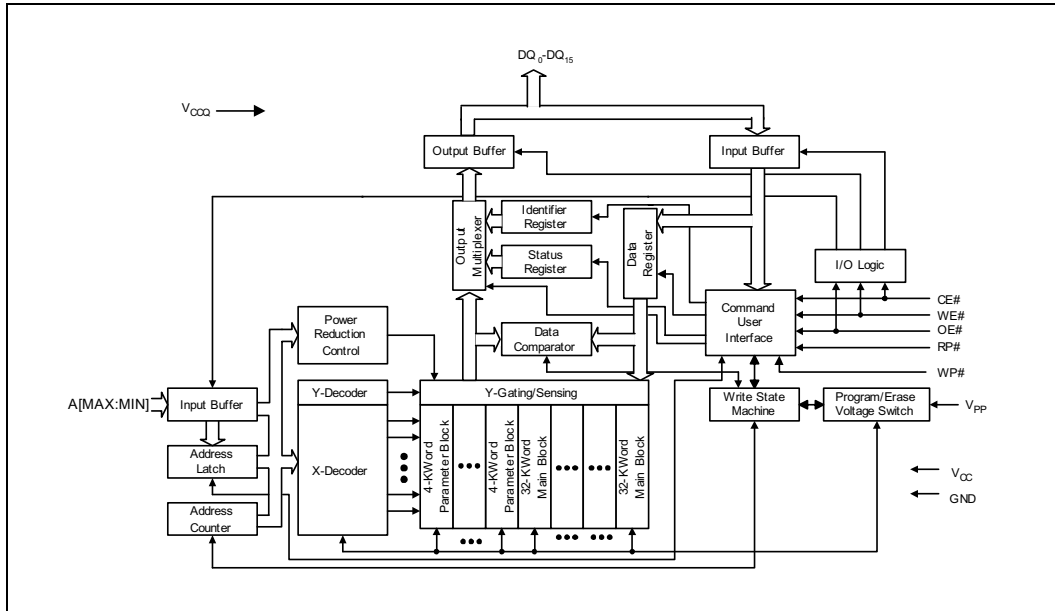 DQ0-DQ15
VCCQ
Output Buffer
Input Buffer
Output
Multiplexer
Identifier
Register
Status
Register
Data
Register
I/O Logic
Command
User
Interface
CE#
WE#
OE#
RP#
WP#
Power
Reduction
Control
Data
Comparator
A[MAX:MIN]
Input Buffer
Y-Decoder
Y-Gating/Sensing
Write State
Machine
Program/Erase
Voltage Switch
VPP
Address
Latch
X-Decoder
4-KWord
Parameter Block
4-KWord
Parameter Block
32-KWord
Main Block
32-KWord
Main Block
VCC
GND
Address
Counter